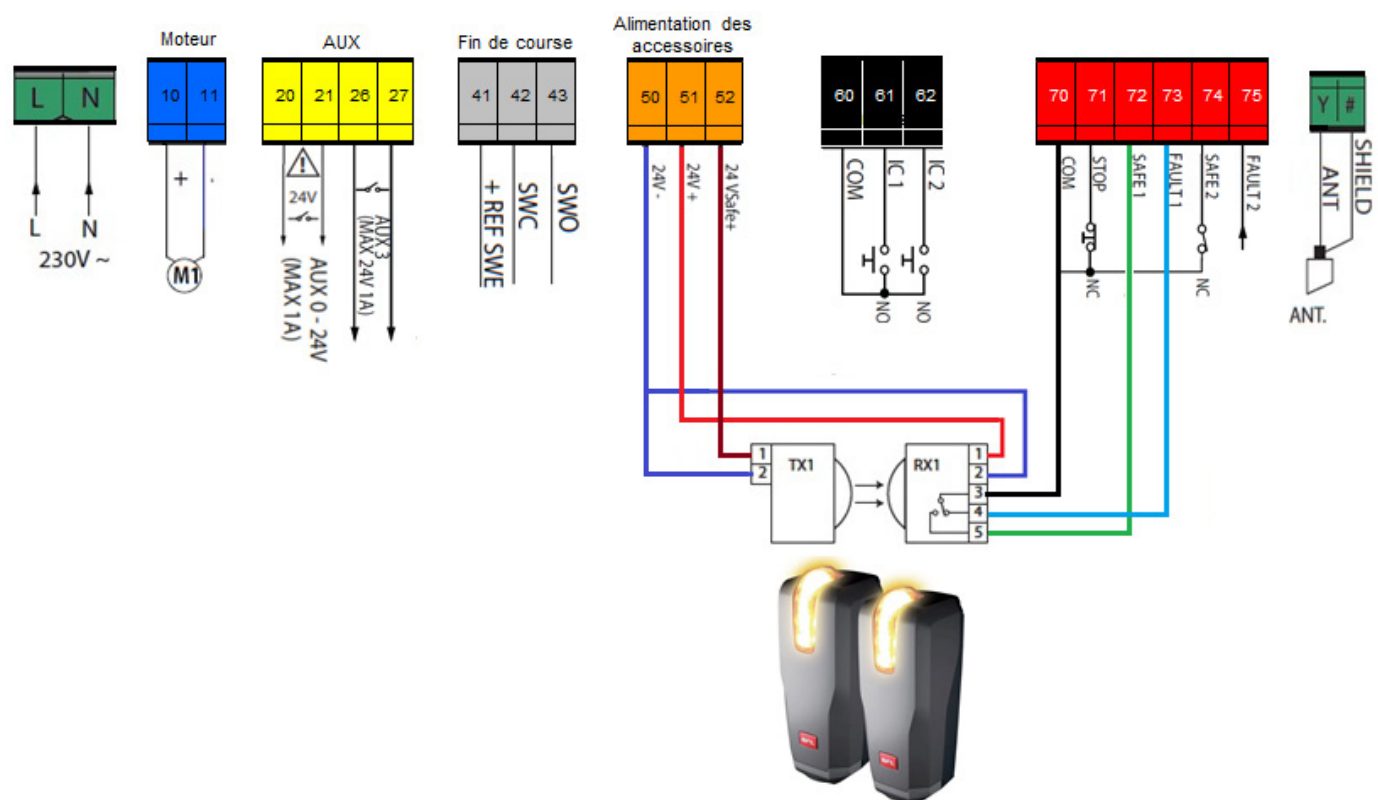 Moteur
AUX
Fin de course
Alimentation des
accessoires
L N
10 11
20 21 26 27
41 42 43
50 51 52
60 61 62
70 71 72 73 74 75
Y #
L N
230V ~
+
M1
24V
AUX 0 - 24V
(MAX 1A)
AUX 3
(MAX 24V 1A)
+ REF SWE
SWC
SWO
24V -
24V +
24 VSafe+
COM
IC 1
IC 2
NO
NO
COM
STOP
SAFE 1
FAULT 1
SAFE 2
FAULT 2
NC
NC
ANT
SHIELD
ANT.
1
2
TX1
RX1
1
2
3
4
5